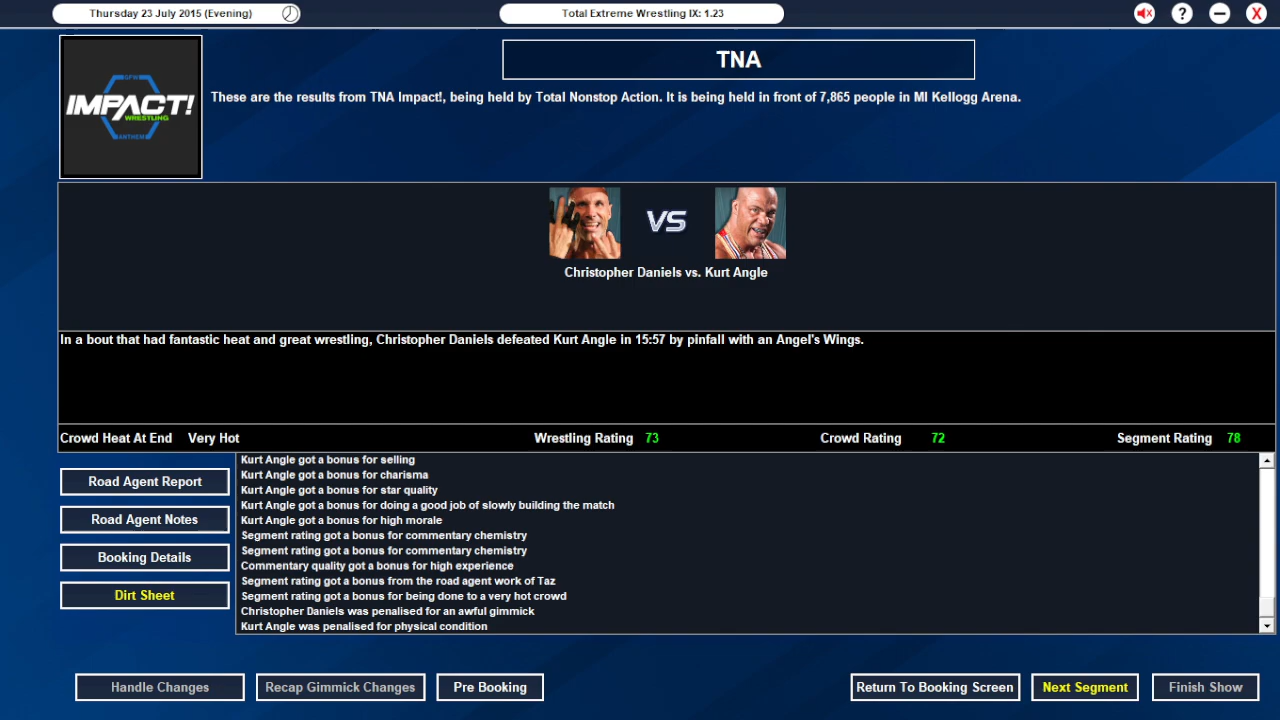 Thursday 23 July 2015 (Evening)
Total Extreme Wrestling IX: 1.23
?
X
GFW
IMPACT!
WRESTLING
ANTHEM
TNA
These are the results from TNA Impact!, being held by Total Nonstop Action. It is being held in front of 7,865 people in MI Kellogg Arena.
VS
Christopher Daniels vs. Kurt Angle
In a bout that had fantastic heat and great wrestling, Christopher Daniels defeated Kurt Angle in 15:57 by pinfall with an Angel's Wings.
Crowd Heat At End Very Hot Wrestling Rating 73 Crowd Rating 72 Segment Rating 78
Road Agent Report
Road Agent Notes
Booking Details
Dirt Sheet
Kurt Angle got a bonus for selling
Kurt Angle got a bonus for charisma
Kurt Angle got a bonus for star quality
Kurt Angle got a bonus for doing a good job of slowly building the match
Kurt Angle got a bonus for high morale
Segment rating got a bonus for commentary chemistry
Segment rating got a bonus for commentary chemistry
Commentary quality got a bonus for high experience
Segment rating got a bonus from the road agent work of Taz
Segment rating got a bonus for being done to a very hot crowd
Christopher Daniels was penalised for an awful gimmick
Kurt Angle was penalised for physical condition
Handle Changes
Recap Gimmick Changes
Pre Booking
Return To Booking Screen
Next Segment
Finish Show